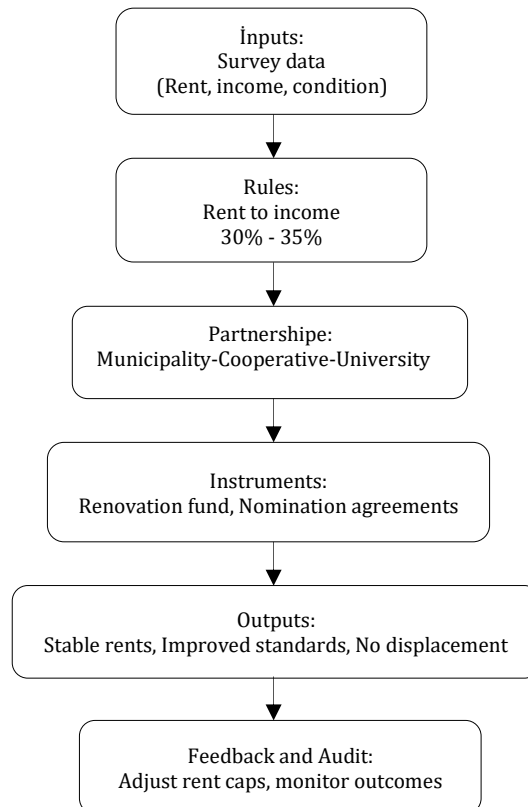 İnputs:
Survey data
(Rent, income, condition)
Rules:
Rent to income
30% - 35%
Partnershipe:
Municipality-Cooperative-University
Instruments:
Renovation fund, Nomination agreements
Outputs:
Stable rents, Improved standards, No displacement
Feedback and Audit:
Adjust rent caps, monitor outcomes